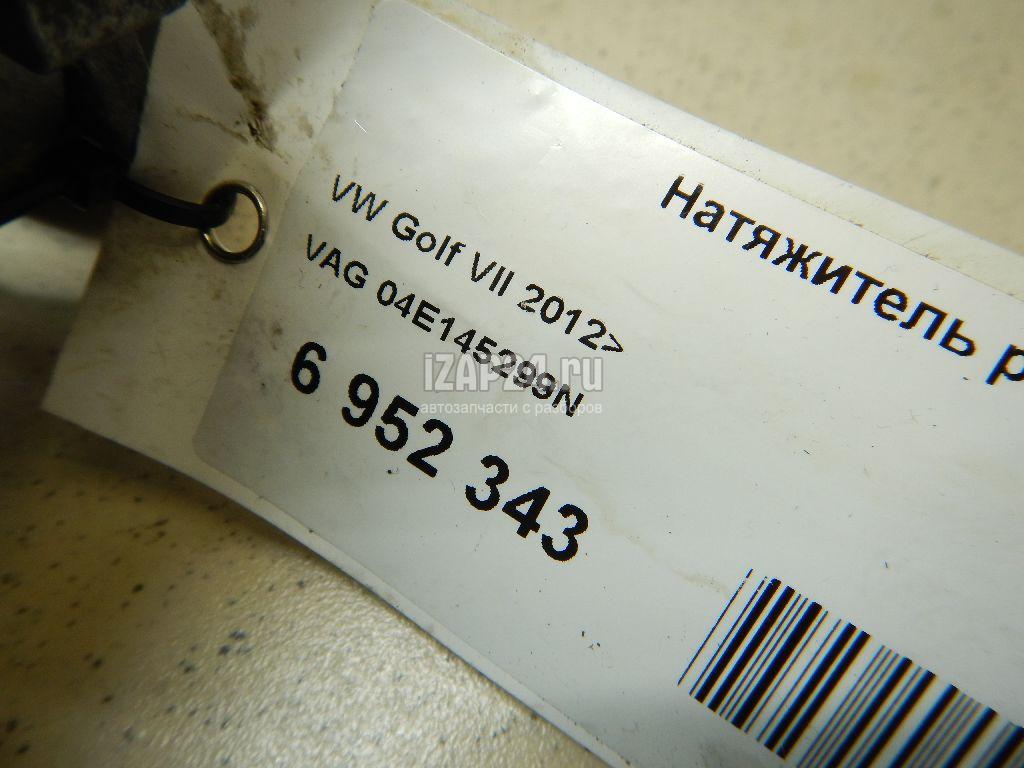 Натяжитель р
VW Golf VII 2012>
VAG 04E145299N
6 952 343
iZAP24.ru
автозапчасти с разборов